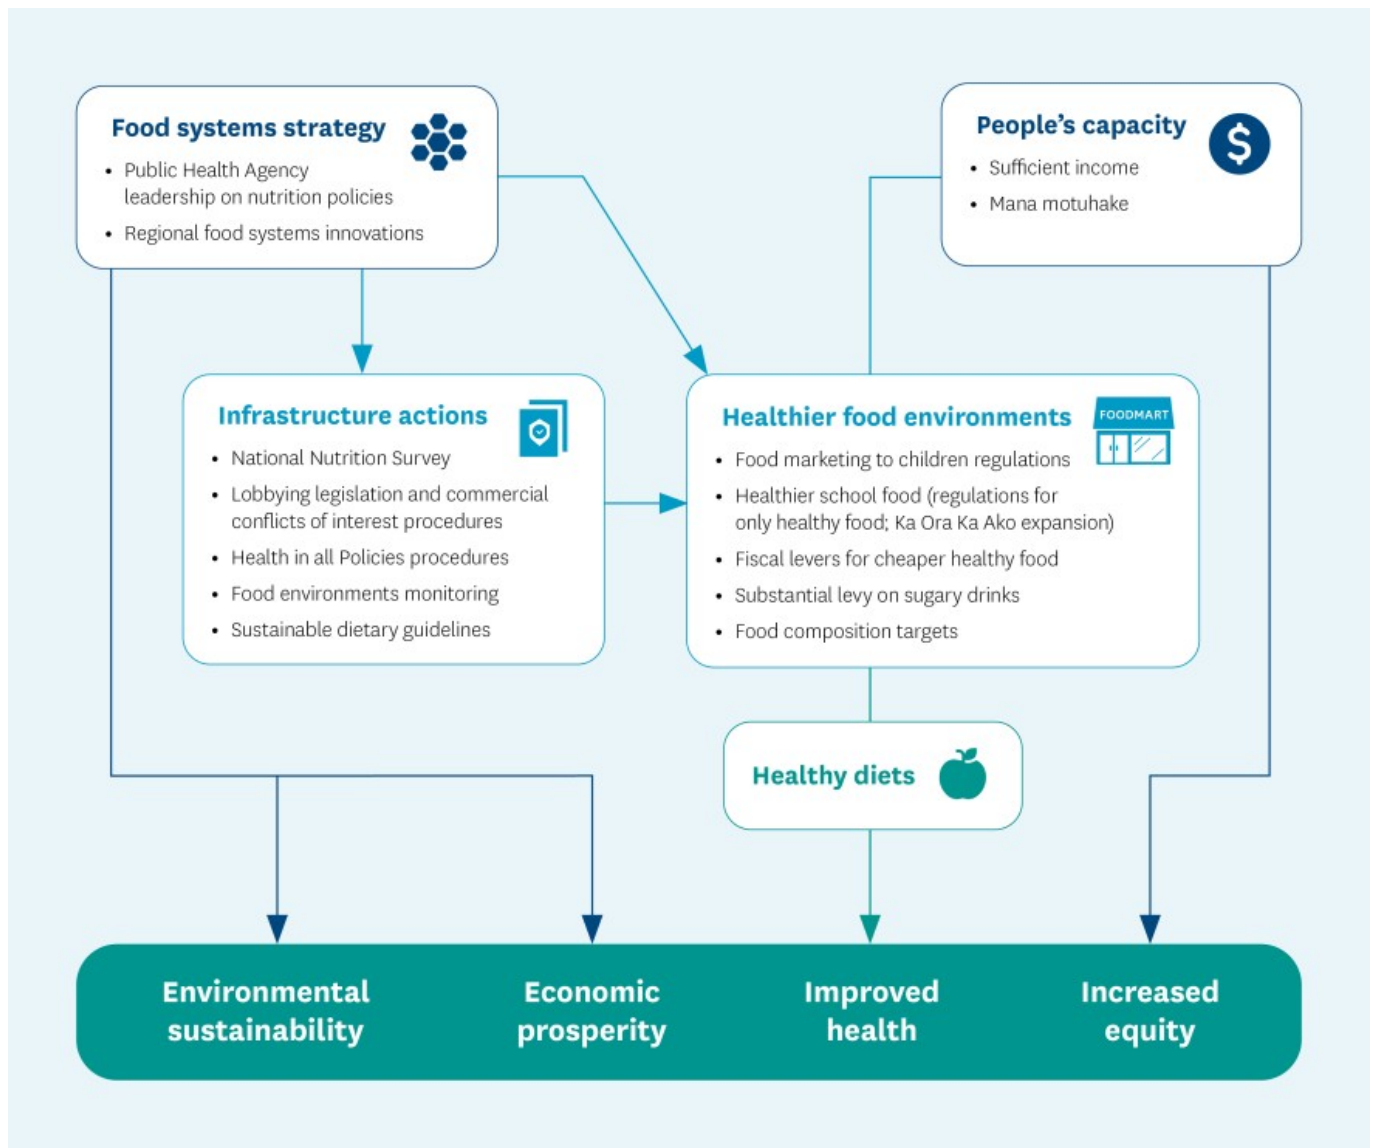 Food systems strategy
• Public Health Agency
leadership on nutrition policies
• Regional food systems innovations
People's capacity
• Sufficient income
• Mana motuhake
Infrastructure actions
• National Nutrition Survey
• Lobbying legislation and commercial
conflicts of interest procedures
• Health in all Policies procedures
• Food environments monitoring
• Sustainable dietary guidelines
Healthier food environments
FOODMART
• Food marketing to children regulations
• Healthier school food (regulations for
only healthy food; Ka Ora Ka Ako expansion)
• Fiscal levers for cheaper healthy food
• Substantial levy on sugary drinks
• Food composition targets
Healthy diets
Environmental
sustainability
Economic
prosperity
Improved
health
Increased
equity